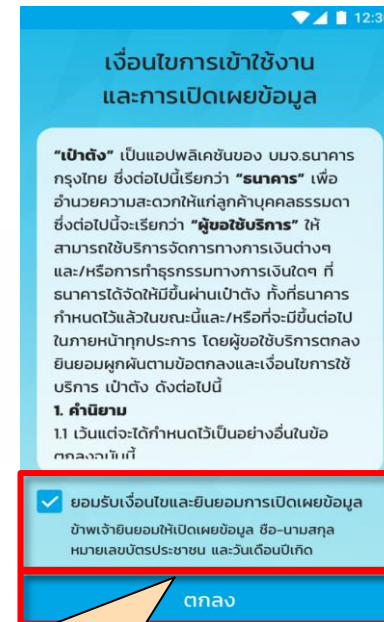 12:3
เงื่อนไขการเข้าใช้งาน
และการเปิดเผยข้อมูล
“เป๋าตัง” เป็นแอปพลิเคชันของ บมจ.ธนาคาร
กรุงไทย ซึ่งต่อไปนี้เรียกว่า “ธนาคาร” เพื่อ
อำนวยความสะดวกให้แก่ลูกค้าบุคคลธรรมดา
ซึ่งต่อไปนี้จะเรียกว่า “ผู้ขอใช้บริการ” ให้
สามารถใช้บริการจัดการทางการเงินต่างๆ
และ/หรือการทำธุรกรรมทางการเงินใดๆ ที่
ธนาคารได้จัดให้มีขึ้นผ่านเป๋าตัง ทั้งที่ธนาคาร
กำหนดไว้แล้วในขณะนี้และ/หรือที่จะมีขึ้นต่อไป
ในภายหน้าทุกประการ โดยผู้ขอใช้บริการตกลง
ยินยอมผูกพันตามข้อตกลงและเงื่อนไขการใช้
บริการ เป๋าตัง ดังต่อไปนี้
1. คำนิยาม
1.1 เว้นแต่จะได้กำหนดไว้เป็นอย่างอื่นในข้อ
ตกลงฉบับนี้
ยอมรับเงื่อนไขและยินยอมการเปิดเผยข้อมูล
ข้าพเจ้ายินยอมให้เปิดเผยข้อมูล ชื่อ-นามสกุล
หมายเลขบัตรประชาชน และวันเดือนปีเกิด
ตกลง